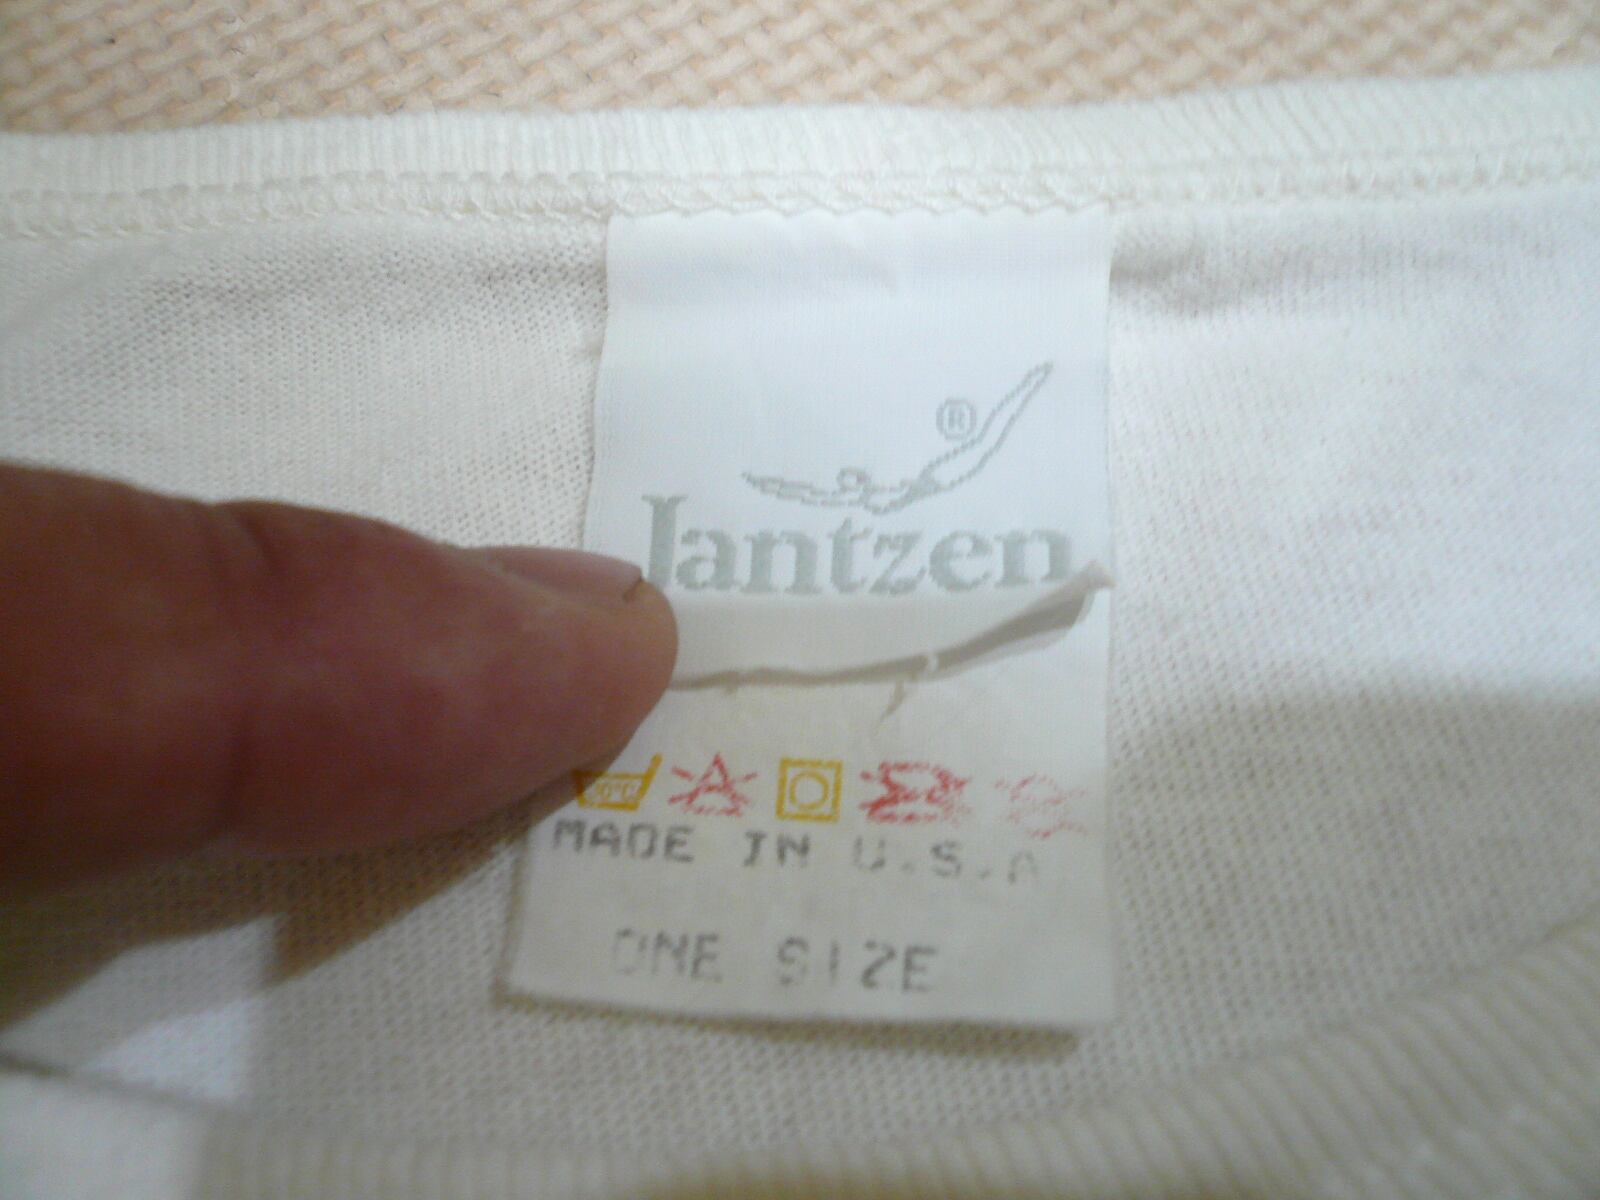 ®
Jantzen
MADE IN U.S.A
ONE SIZE